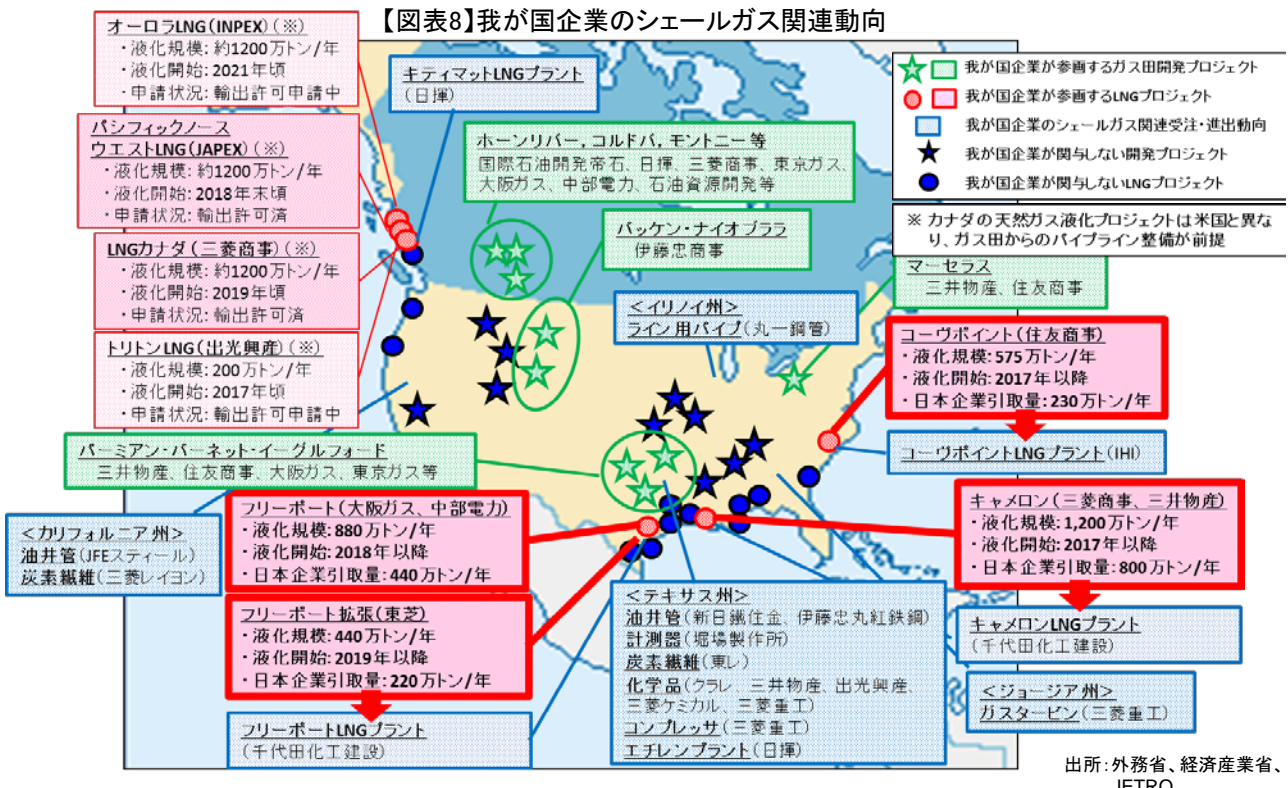 【図表8】我が国企業のシェールガス関連動向
オーロラLNG(INPEX)(※)
・液化規模:約1200万トン/年
・液化開始:2021年頃
・申請状況:輸出許可申請中
パシフィックノース
ウエストLNG(JAPEX)(※)
・液化規模:約1200万トン/年
・液化開始:2018年末頃
・申請状況:輸出許可済
LNGカナダ(三菱商事)(※)
・液化規模:約1200万トン/年
・液化開始:2019年頃
・申請状況:輸出許可済
トリトンLNG(出光興産)(※)
・液化規模:200万トン/年
・液化開始:2017年頃
・申請状況:輸出許可申請中
キティマットLNGプラント
(日揮)
ホーンリバー,コルドバ,モントニー等
国際石油開発帝石、日揮、三菱商事、東京ガス、
大阪ガス、中部電力、石油資源開発等
バッケン・ナイオブララ
伊藤忠商事
我が国企業が参画するガス田開発プロジェクト
我が国企業が参画するLNGプロジェクト
我が国企業のシェールガス関連受注・進出動向
我が国企業が関与しない開発プロジェクト
我が国企業が関与しないLNGプロジェクト
※ カナダの天然ガス液化プロジェクトは米国と異な
り、ガス田からのパイプライン整備が前提
マーセラス
三井物産、住友商事
<イリノイ州>
ライン用パイプ(丸一鋼管)
コーヴポイント(住友商事)
・液化規模:575万トン/年
・液化開始:2017年以降
・日本企業引取量:230万トン/年
コーヴポイントLNGプラント(IHI)
パーミアン・バーネット・イーグルフォード
三井物産、住友商事、大阪ガス、東京ガス等
<カリフォルニア州>
油井管(JFEスティール)
炭素繊維(三菱レイヨン)
フリーポート(大阪ガス、中部電力)
・液化規模:880万トン/年
・液化開始:2018年以降
・日本企業引取量:440万トン/年
フリーポート拡張(東芝)
・液化規模:440万トン/年
・液化開始:2019年以降
・日本企業引取量:220万トン/年
フリーポートLNGプラント
(千代田化工建設)
<テキサス州>
油井管(新日鐵住金、伊藤忠丸紅鉄鋼)
計測器(堀場製作所)
炭素繊維(東レ)
化学品(クラレ、三井物産、出光興産、
三菱ケミカル、三菱重工)
コンプレッサ(三菱重工)
エチレンプラント(日揮)
キャメロン(三菱商事、三井物産)
・液化規模:1,200万トン/年
・液化開始:2017年以降
・日本企業引取量:800万トン/年
キャメロンLNGプラント
(千代田化工建設)
<ジョージア州>
ガスタービン(三菱重工)
出所:外務省、経済産業省、
JETRO